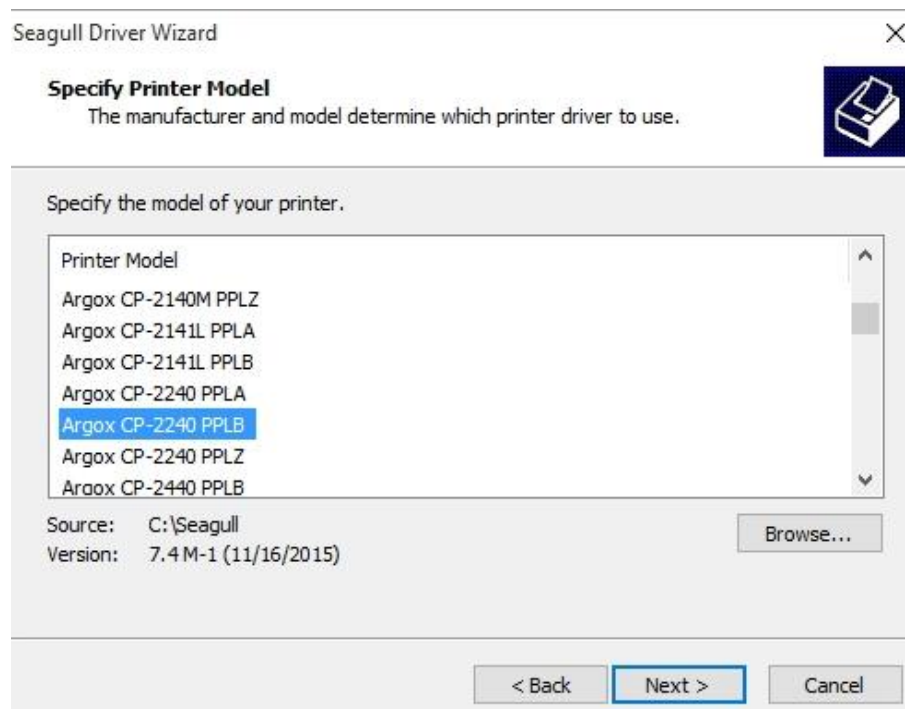 Seagull Driver Wizard
Specify Printer Model
The manufacturer and model determine which printer driver to use.
Specify the model of your printer.
Printer Model
Argox CP-2140M PPLZ
Argox CP-2141L PPLA
Argox CP-2141L PPLB
Argox CP-2240 PPLA
Argox CP-2240 PPLB
Argox CP-2240 PPLZ
Argox CP-2440 PPLB
Source: C:\Seagull
Browse...
Version: 7.4 M-1 (11/16/2015)
< Back Next > Cancel